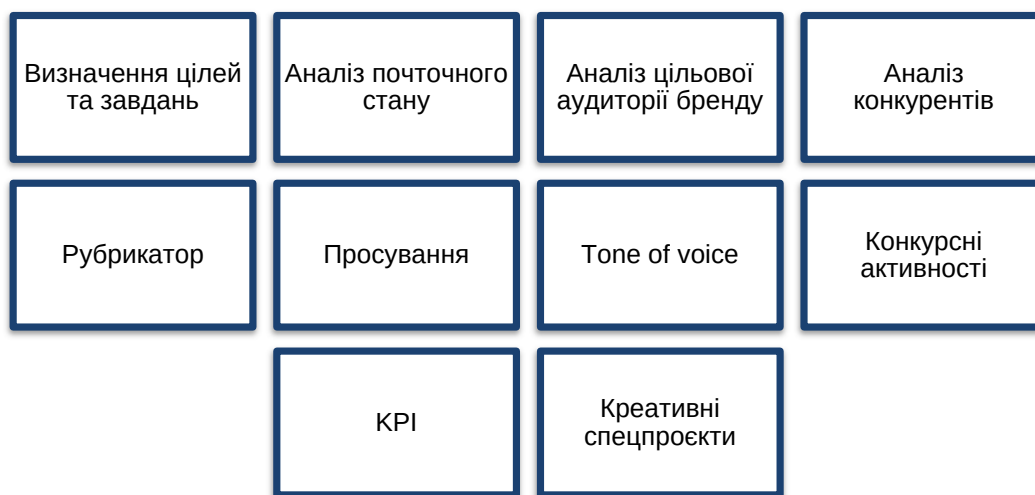 Визначення цілей
та завдань
Аналіз почточного
стану
Аналіз цільової
аудиторії бренду
Аналіз
конкурентів
Рубрикатор
Просування
Tone of voice
Конкурсні
активності
KPI
Креативні
спецпроєкти